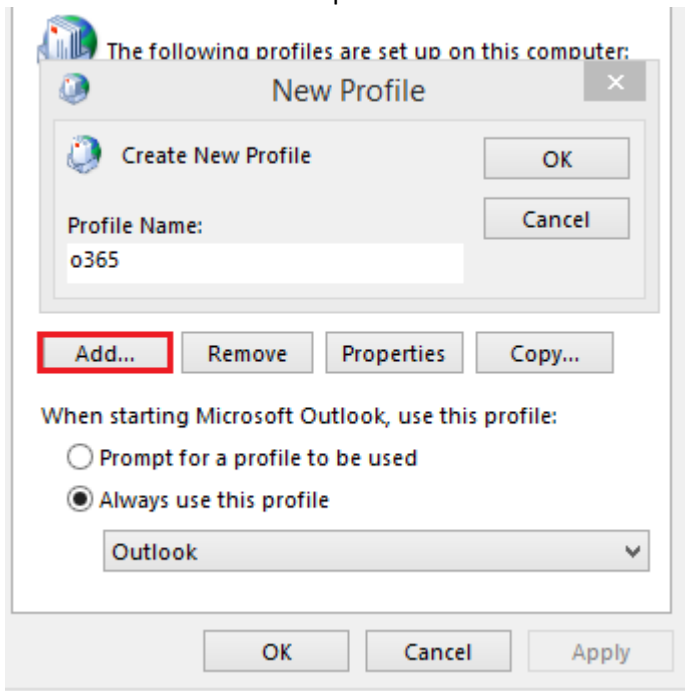 The following profiles are set up on this computer:
New Profile
Create New Profile
OK
Profile Name:
Cancel
o365
Add... Remove Properties Copy...
When starting Microsoft Outlook, use this profile:
Prompt for a profile to be used
Always use this profile
Outlook
OK Cancel Apply